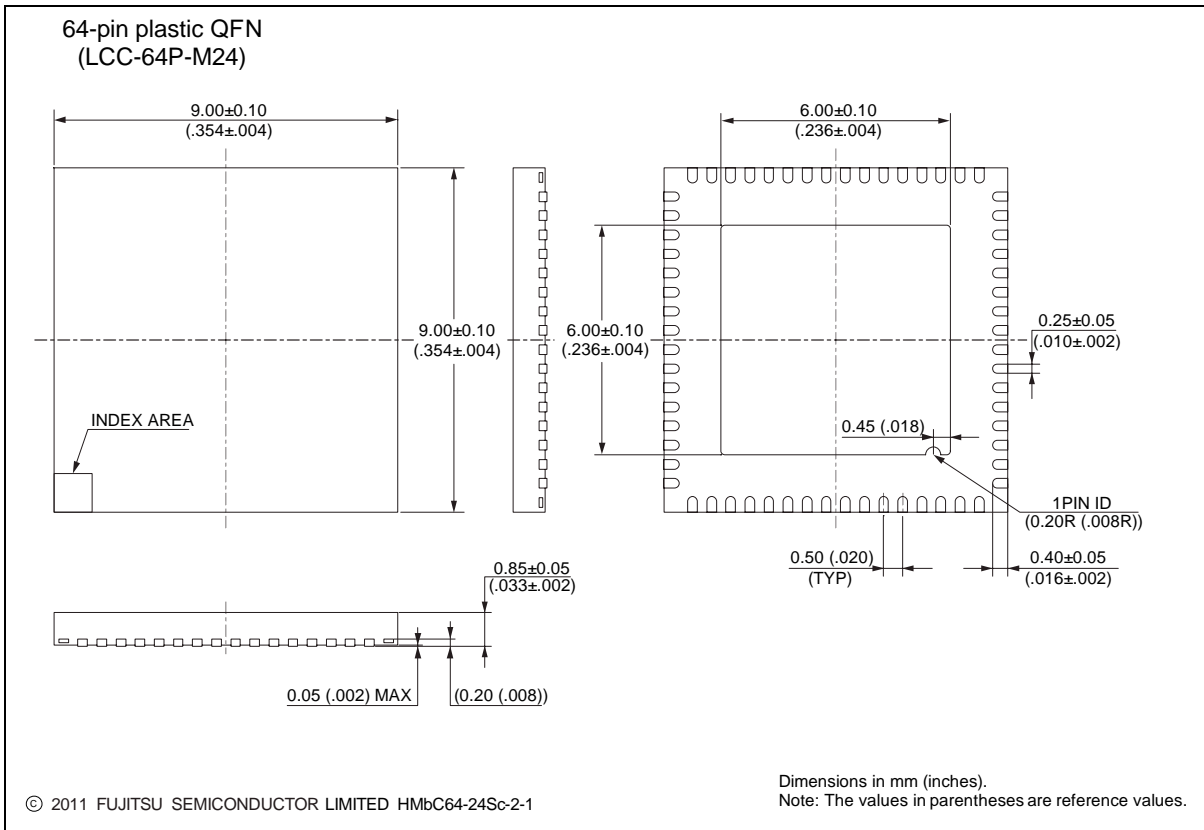 64-pin plastic QFN
(LCC-64P-M24)
9.00±0.10
(.354±.004)
6.00±0.10
(.236±.004)
9.00±0.10
(.354±.004)
6.00±0.10
(.236±.004)
0.25±0.05
(.010±.002)
INDEX AREA
0.45 (.018)
1PIN ID
(0.20R (.008R))
0.50 (.020)
(TYP)
0.40±0.05
(.016±.002)
0.85±0.05
(.033±.002)
0.05 (.002) MAX
(0.20 (.008))
Dimensions in mm (inches).
Note: The values in parentheses are reference values.
© 2011 FUJITSU SEMICONDUCTOR LIMITED HMbC64-24Sc-2-1